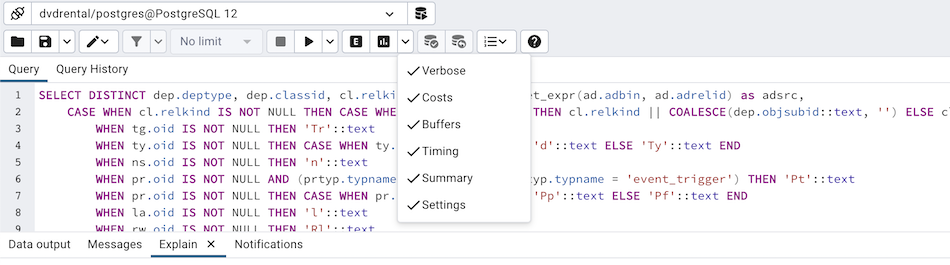 dvdrental/postgres@PostgreSQL 12
No limit
E
Query Query History
Verbose
Costs
Buffers
Timing
Summary
Settings
1 SELECT DISTINCT dep.deptype, dep.classid, cl.relki et_expr(ad.adbin, ad.adrelid) as adsrc,
2 CASE WHEN cl.relkind IS NOT NULL THEN CASE WHE THEN cl.relkind || COALESCE(dep.objsubid::text, '') ELSE c
3 WHEN tg.oid IS NOT NULL THEN 'Tr'::text
4 WHEN ty.oid IS NOT NULL THEN CASE WHEN ty. 'd'::text ELSE 'Ty'::text END
5 WHEN ns.oid IS NOT NULL THEN 'n'::text
6 WHEN pr.oid IS NOT NULL AND (prtyp.typname typ.typname = 'event_trigger') THEN 'Pt'::text
7 WHEN pr.oid IS NOT NULL THEN CASE WHEN pr. 'Pp'::text ELSE 'Pf'::text END
8 WHEN la.oid IS NOT NULL THEN 'l'::text
9 WHEN rw.oid IS NOT NULL THEN 'Rl'::text
Data output Messages Explain Notifications